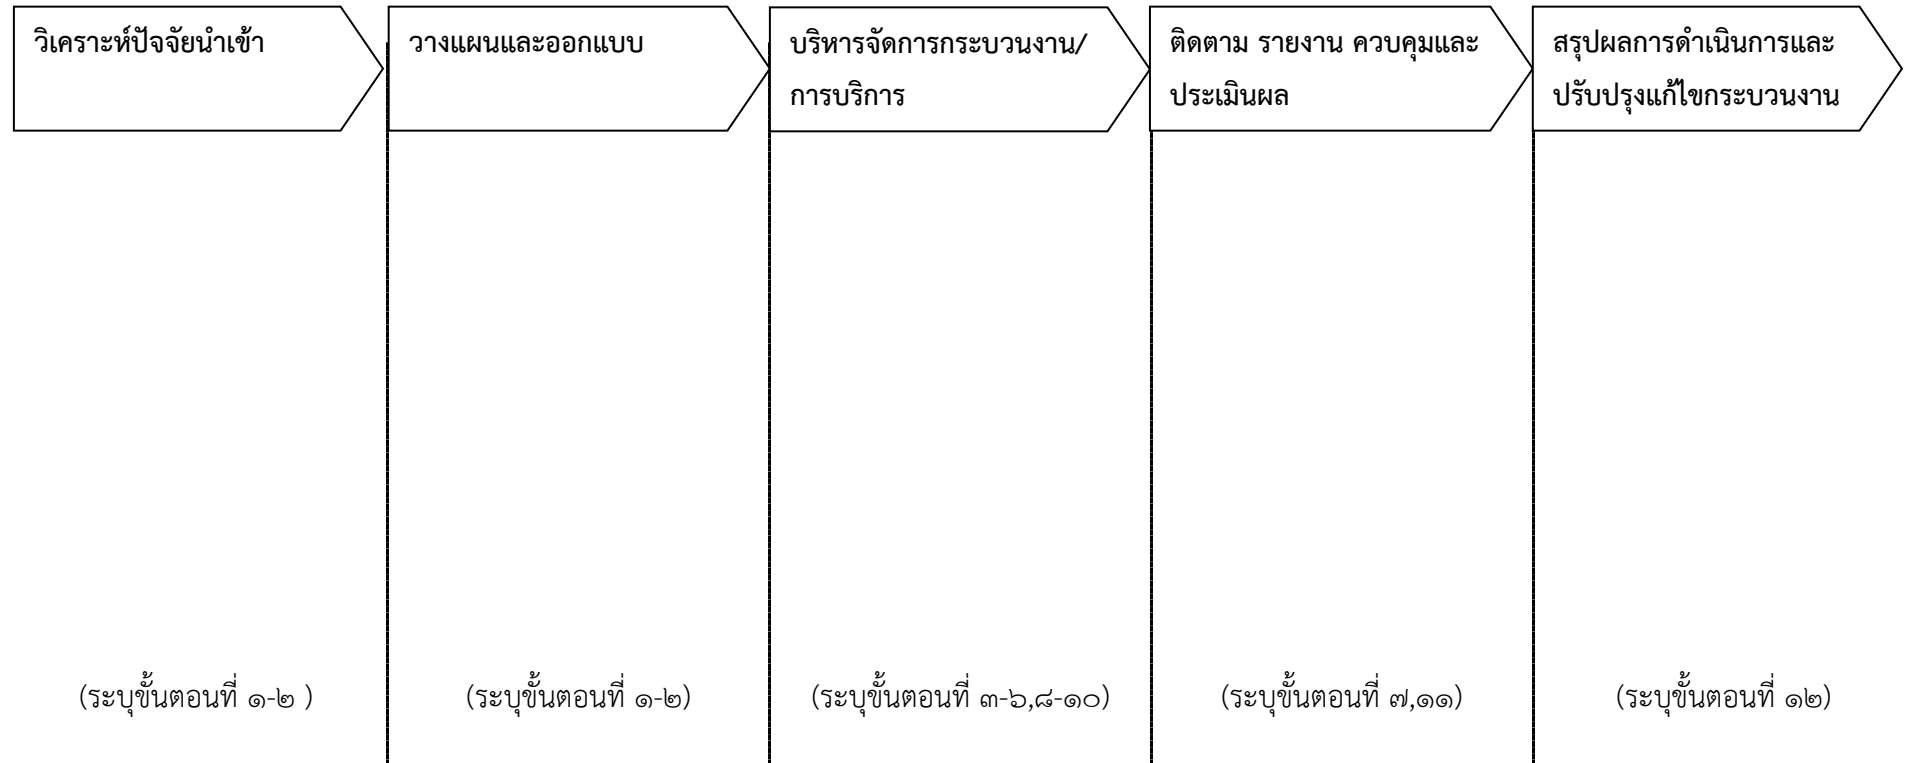 วิเคราะห์ปัจจัยนำเข้า
วางแผนและออกแบบ
บริหารจัดการกระบวนงาน/
การบริการ
ติดตาม รายงาน ควบคุมและ
ประเมินผล
สรุปผลการดำเนินการและ
ปรับปรุงแก้ไขกระบวนงาน
(ระบุขั้นตอนที่ ๑-๒ )
(ระบุขั้นตอนที่ ๑-๒)
(ระบุขั้นตอนที่ ๓-๖,๘-๑๐)
(ระบุขั้นตอนที่ ๗,๑๑)
(ระบุขั้นตอนที่ ๑๒)